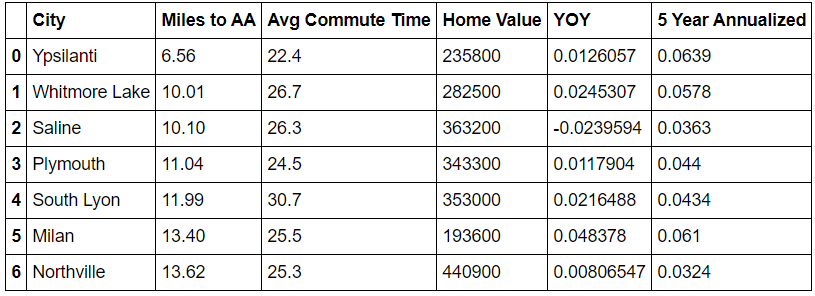 City Miles to AA Avg Commute Time Home Value YOY 5 Year Annualized
0 Ypsilanti 6.56 22.4 235800 0.0126057 0.0639
1 Whitmore Lake 10.01 26.7 282500 0.0245307 0.0578
2 Saline 10.10 26.3 363200 -0.0239594 0.0363
3 Plymouth 11.04 24.5 343300 0.0117904 0.044
4 South Lyon 11.99 30.7 353000 0.0216488 0.0434
5 Milan 13.40 25.5 193600 0.048378 0.061
6 Northville 13.62 25.3 440900 0.00806547 0.0324